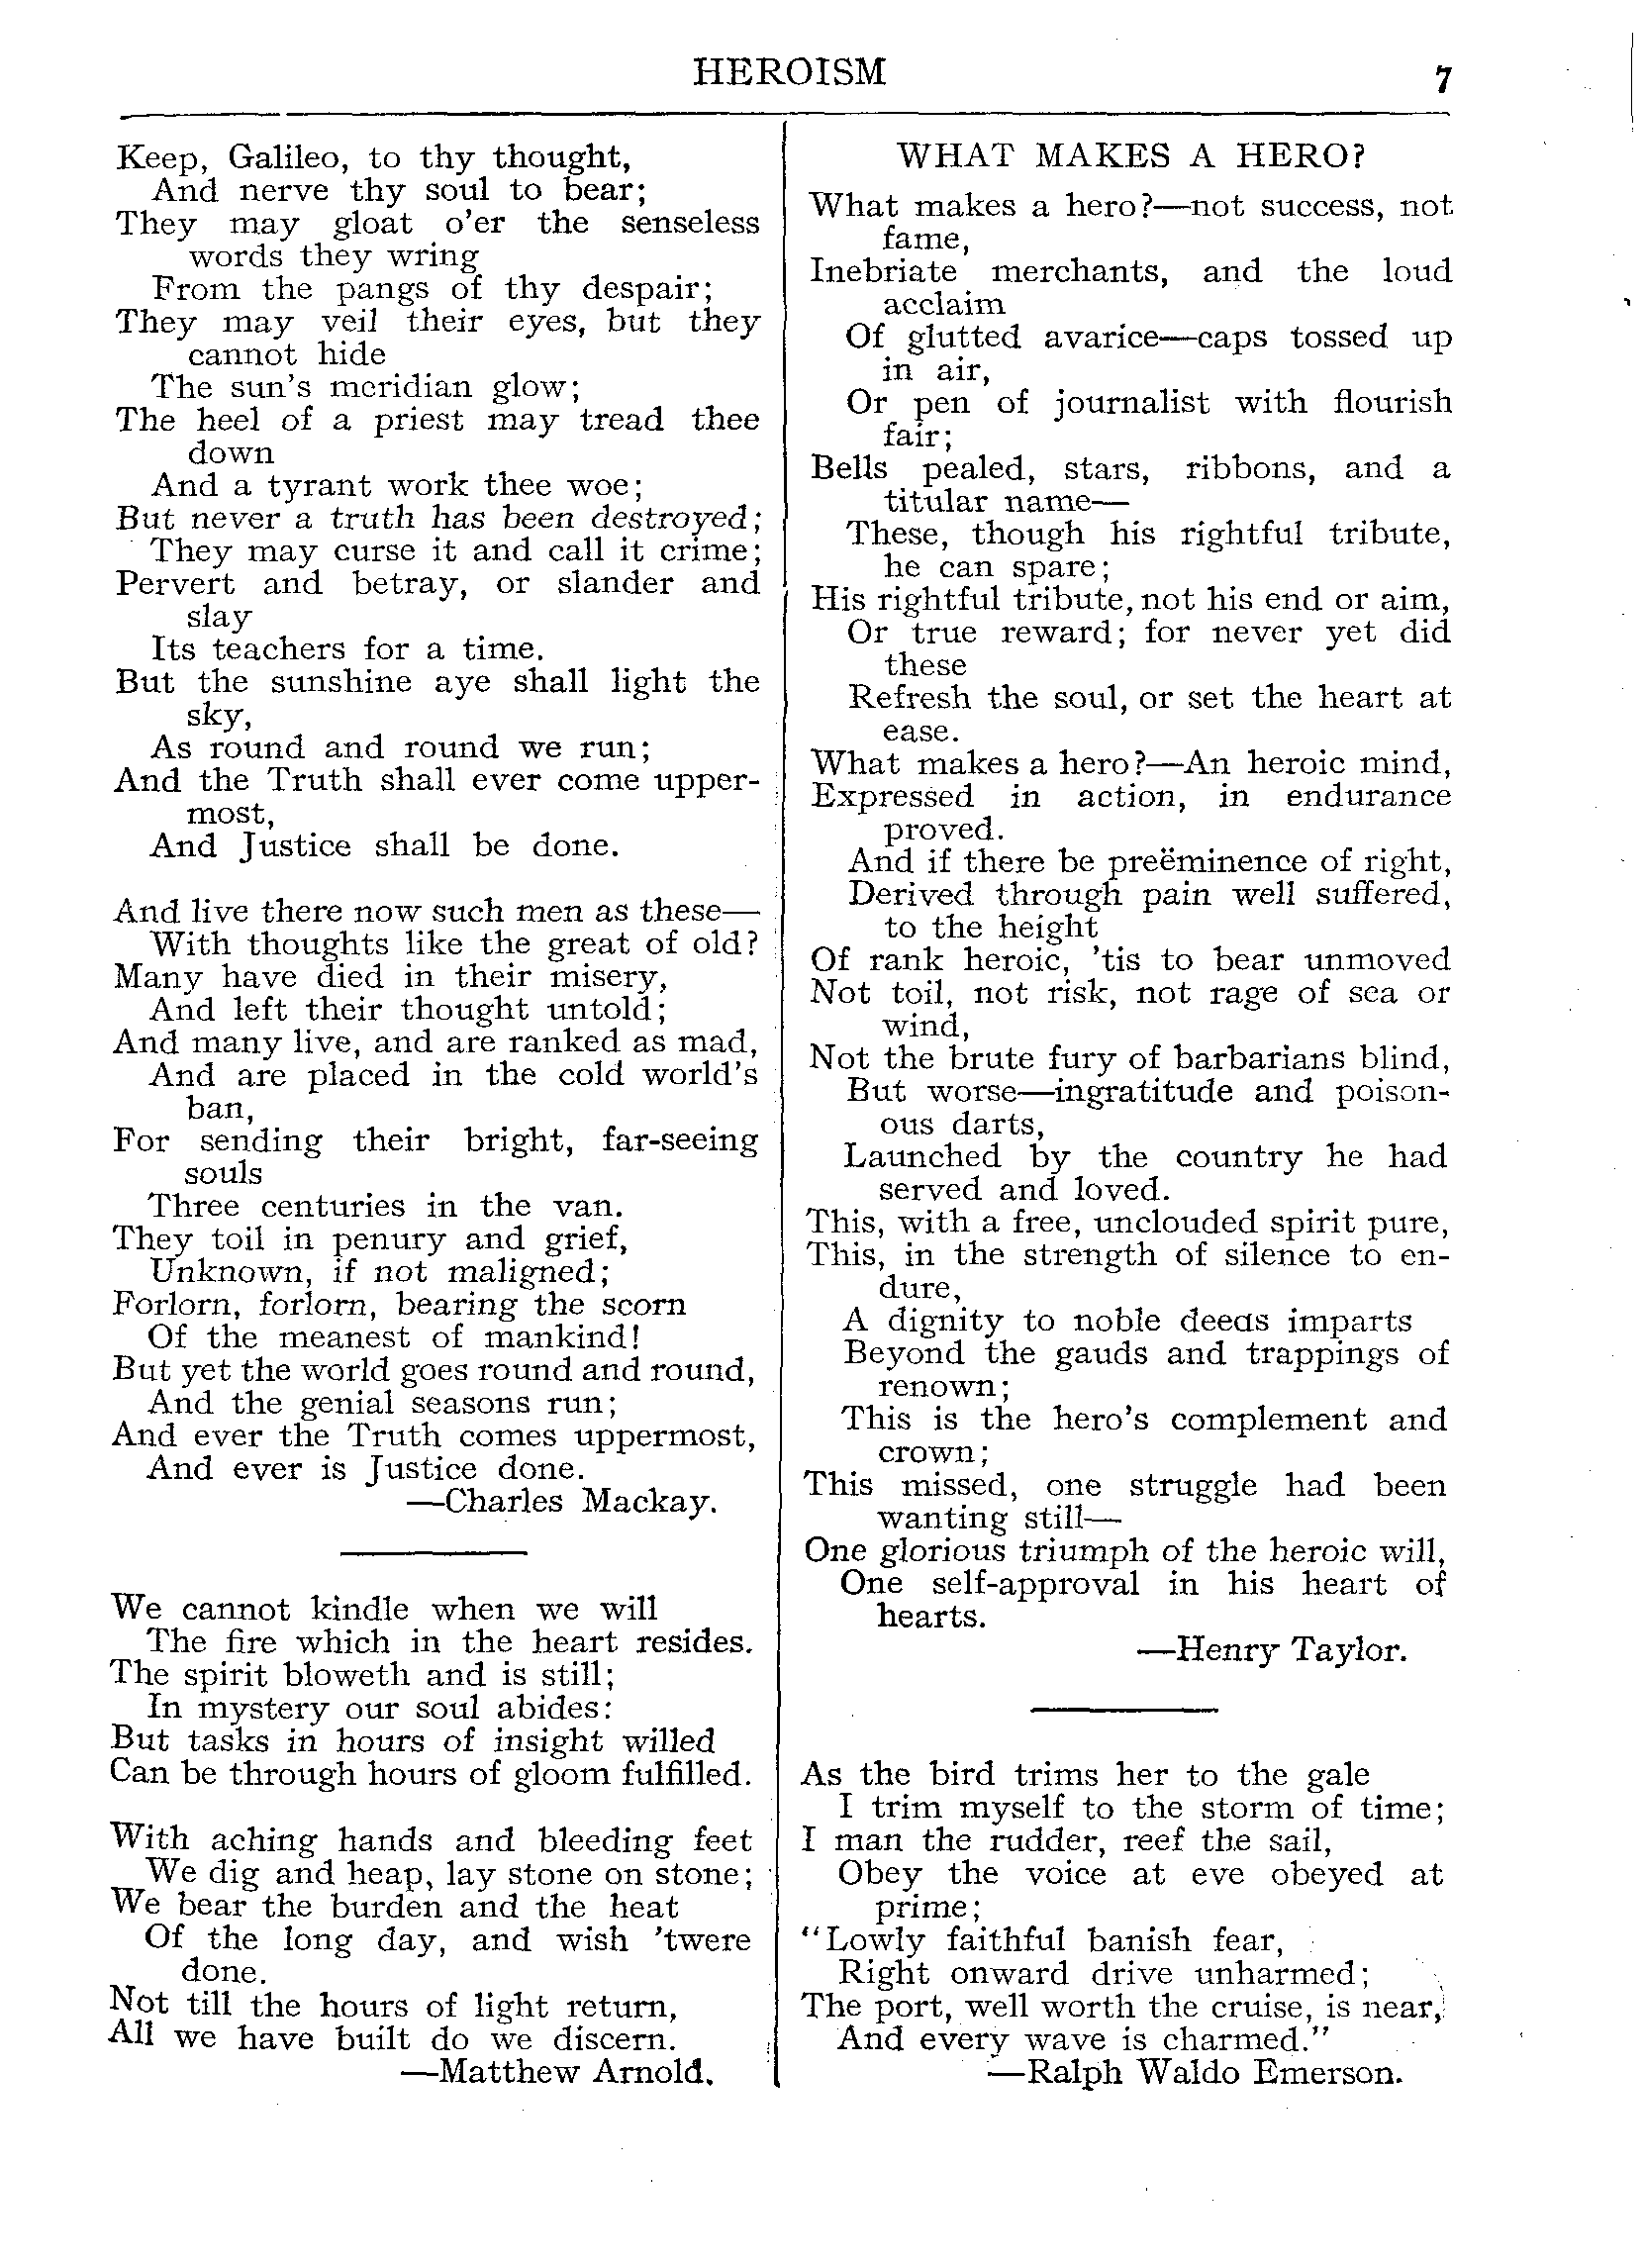 HEROISM
7
Keep, Galileo, to thy thought,
And nerve thy soul to bear;
They may gloat o'er the senseless
words they wring
From the pangs of thy despair;
They may veil their eyes, but they
cannot hide
The sun's meridian glow;
The heel of a priest may tread thee
down
And a tyrant work thee woe;
But never a truth has been destroyed;
They may curse it and call it crime;
Pervert and betray, or slander and
slay
Its teachers for a time.
But the sunshine aye shall light the
sky,
As round and round we run;
And the Truth shall ever come upper-
most,
And Justice shall be done.
And live there now such men as these—
With thoughts like the great of old?
Many have died in their misery,
And left their thought untold;
And many live, and are ranked as mad,
And are placed in the cold world's
ban,
For sending their bright, far-seeing
souls
Three centuries in the van.
They toil in penury and grief,
Unknown, if not maligned;
Forlorn, forlorn, bearing the scorn
Of the meanest of mankind!
But yet the world goes round and round,
And the genial seasons run;
And ever the Truth comes uppermost,
And ever is Justice done.
—Charles Mackay.
We cannot kindle when we will
The fire which in the heart resides.
The spirit bloweth and is still;
In mystery our soul abides:
But tasks in hours of insight willed
Can be through hours of gloom fulfilled.
With aching hands and bleeding feet
We dig and heap, lay stone on stone;
We bear the burden and the heat
Of the long day, and wish 'twere
done.
Not till the hours of light return,
All we have built do we discern.
—Matthew Arnold.
WHAT MAKES A HERO?
What makes a hero?—not success, not
fame,
Inebriate merchants, and the loud
acclaim
Of glutted avarice—caps tossed up
in air,
Or pen of journalist with flourish
fair;
Bells pealed, stars, ribbons, and a
titular name—
These, though his rightful tribute,
he can spare;
His rightful tribute, not his end or aim,
Or true reward; for never yet did
these
Refresh the soul, or set the heart at
ease.
What makes a hero?—An heroic mind,
Expressed in action, in endurance
proved.
And if there be preëminence of right,
Derived through pain well suffered,
to the height
Of rank heroic, 'tis to bear unmoved
Not toil, not risk, not rage of sea or
wind,
Not the brute fury of barbarians blind,
But worse—ingratitude and poison-
ous darts,
Launched by the country he had
served and loved.
This, with a free, unclouded spirit pure,
This, in the strength of silence to en-
dure,
A dignity to noble deeds imparts
Beyond the gauds and trappings of
renown;
This is the hero's complement and
crown;
This missed, one struggle had been
wanting still—
One glorious triumph of the heroic will,
One self-approval in his heart of
hearts.
—Henry Taylor.
As the bird trims her to the gale
I trim myself to the storm of time;
I man the rudder, reef the sail,
Obey the voice at eve obeyed at
prime;
"Lowly faithful banish fear,
Right onward drive unharmed;
The port, well worth the cruise, is near,
And every wave is charmed."
—Ralph Waldo Emerson.